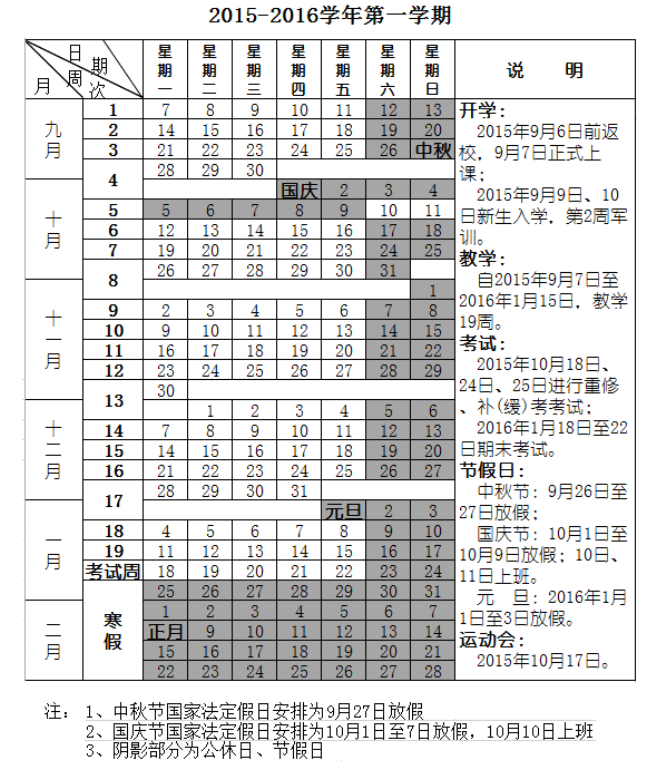 2015-2016学年第一学期
日 期 周 次 月 星期一 星期二 星期三 星期四 星期五 星期六 星期日 说 明
九月 1 7 8 9 10 11 12 13
2 14 15 16 17 18 19 20
3 21 22 23 24 25 26 中秋
4 28 29 30
十月 国庆 2 3 4
5 5 6 7 8 9 10 11
6 12 13 14 15 16 17 18
7 19 20 21 22 23 24 25
8 26 27 28 29 30 31
十一月 1
9 2 3 4 5 6 7 8
10 9 10 11 12 13 14 15
11 16 17 18 19 20 21 22
12 23 24 25 26 27 28 29
13 30
十二月 1 2 3 4 5 6
14 7 8 9 10 11 12 13
15 14 15 16 17 18 19 20
16 21 22 23 24 25 26 27
17 28 29 30 31
一月 元旦 2 3
18 4 5 6 7 8 9 10
19 11 12 13 14 15 16 17
考试周 18 19 20 21 22 23 24
寒假 25 26 27 28 29 30 31
二月 1 2 3 4 5 6 7
正月 9 10 11 12 13 14
15 16 17 18 19 20 21
22 23 24 25 26 27 28
开学:
2015年9月6日前返
校，9月7日正式上
课;
2015年9月9日、10
日新生入学，第2周军
训。
教学:
自2015年9月7日至
2016年1月15日，教学
19周。
考试:
2015年10月18日、
24日、25日进行重修
、补(缓)考考试;
2016年1月18日至22
日期末考试。
节假日:
中秋节: 9月26日至
27日放假;
国庆节: 10月1日至
10月9日放假; 10日、
11日上班。
元 旦: 2016年1月
1日至3日放假。
运动会:
2015年10月17日。
注: 1、中秋节国家法定假日安排为9月27日放假
2、国庆节国家法定假日安排为10月1日至7日放假，10月10日上班
3、阴影部分为公休日、节假日